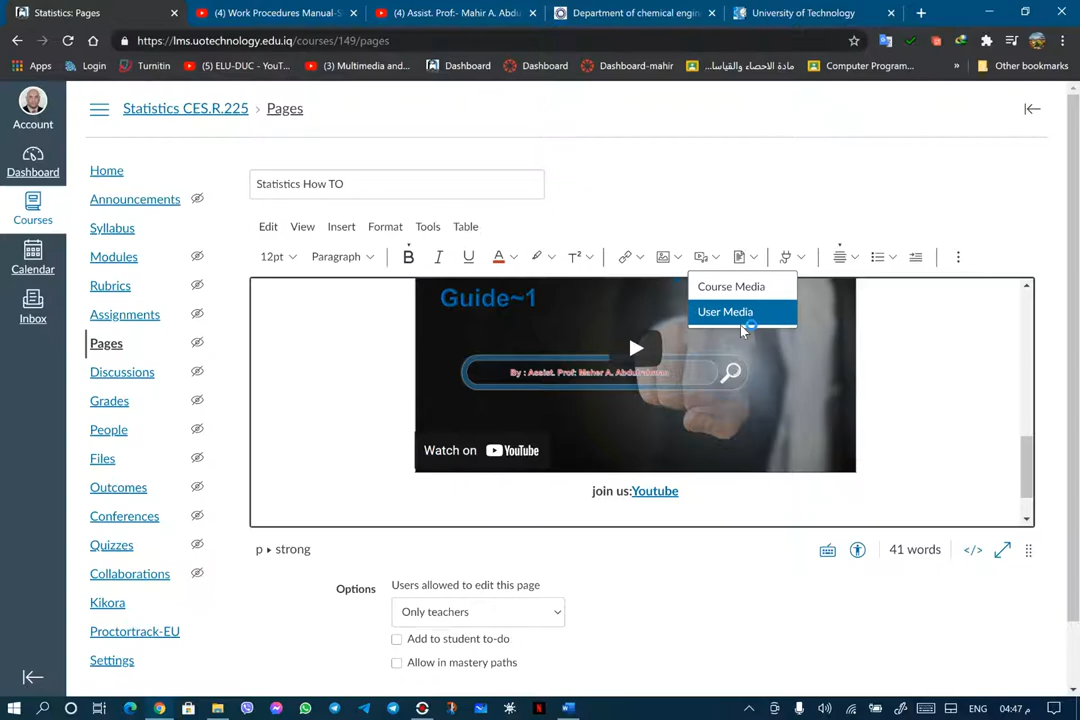 Statistics: Pages
(4) Work Procedures Manual-S
(4) Assist. Prof:- Mahir A. Abdu
Department of chemical engin
University of Technology
https://lms.uotechnology.edu.iq/courses/149/pages
Apps
Login
Turnitin
(5) ELU-DUC - YouT...
(3) Multimedia and...
Dashboard
Dashboard
Dashboard-mahir
مادة الاحصاء والقياسا...
Computer Program...
»
Other bookmarks
Account
Dashboard
Courses
Calendar
Inbox
Statistics CES.R.225 > Pages
Home
Announcements
Syllabus
Modules
Rubrics
Assignments
Pages
Discussions
Grades
People
Files
Outcomes
Conferences
Quizzes
Collaborations
Kikora
Proctortrack-EU
Settings
Statistics How TO
Edit View Insert Format Tools Table
12pt Paragraph B I U A T²
Course Media
User Media
Guide~1
By : Assist. Prof: Maher A. Abdulrahman
Watch on YouTube
join us:Youtube
p ▸ strong
41 words </>
Options
Users allowed to edit this page
Only teachers
Add to student to-do
Allow in mastery paths
ENG 04:47 م